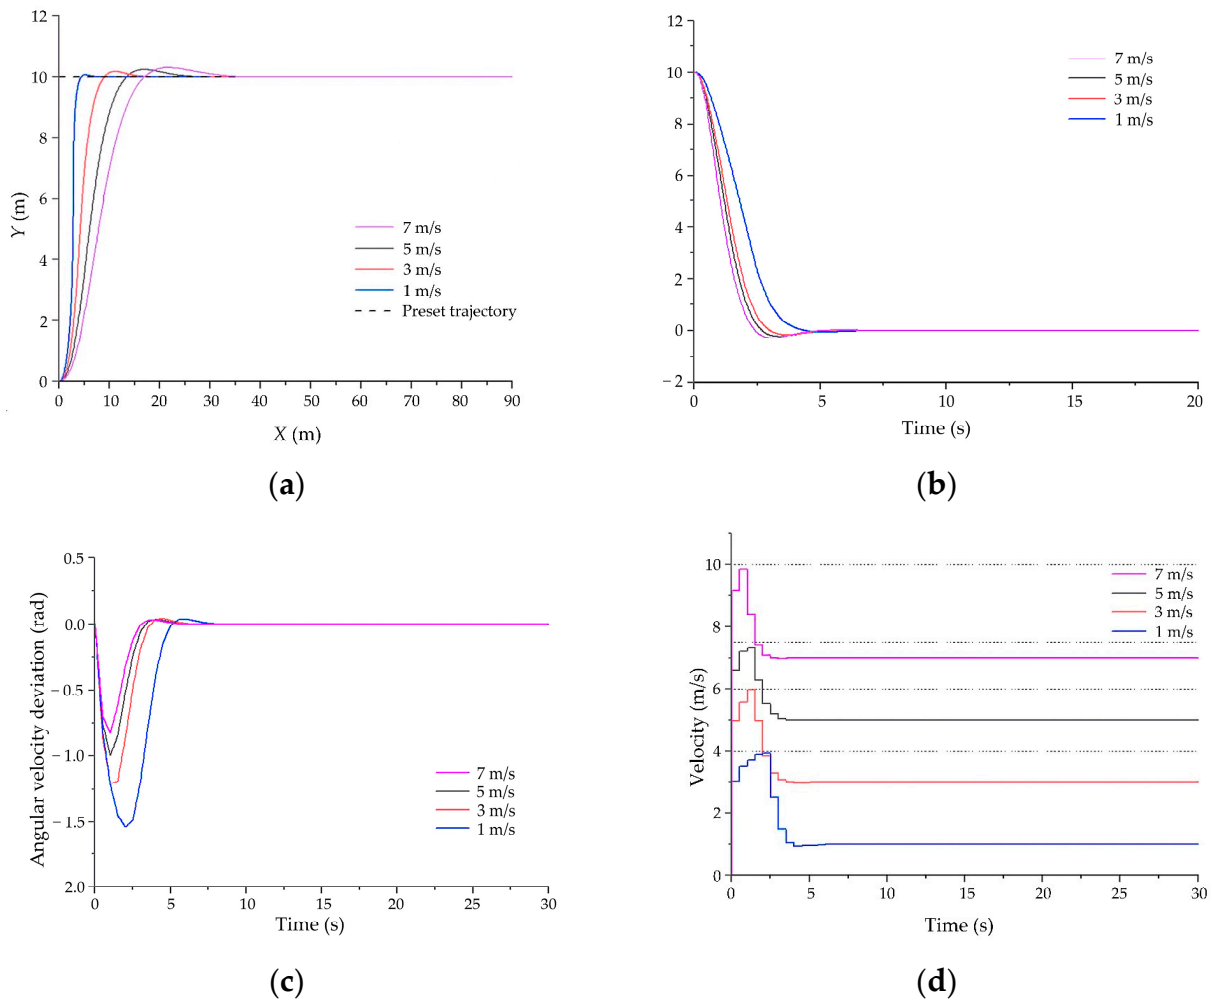 12
10
8
6
4
2
0
Y (m)
7 m/s
5 m/s
3 m/s
1 m/s
Preset trajectory
0 10 20 30 40 50 60 70 80 90
X (m)
(a)
12
10
8
6
4
2
0
−2
7 m/s
5 m/s
3 m/s
1 m/s
0 5 10 15 20
Time (s)
(b)
0.5
0.0
−0.5
−1.0
−1.5
2.0
Angular velocity deviation (rad)
7 m/s
5 m/s
3 m/s
1 m/s
0 5 10 15 20 25 30
Time (s)
(c)
10
8
6
4
2
0
Velocity (m/s)
7 m/s
5 m/s
3 m/s
1 m/s
0 5 10 15 20 25 30
Time (s)
(d)